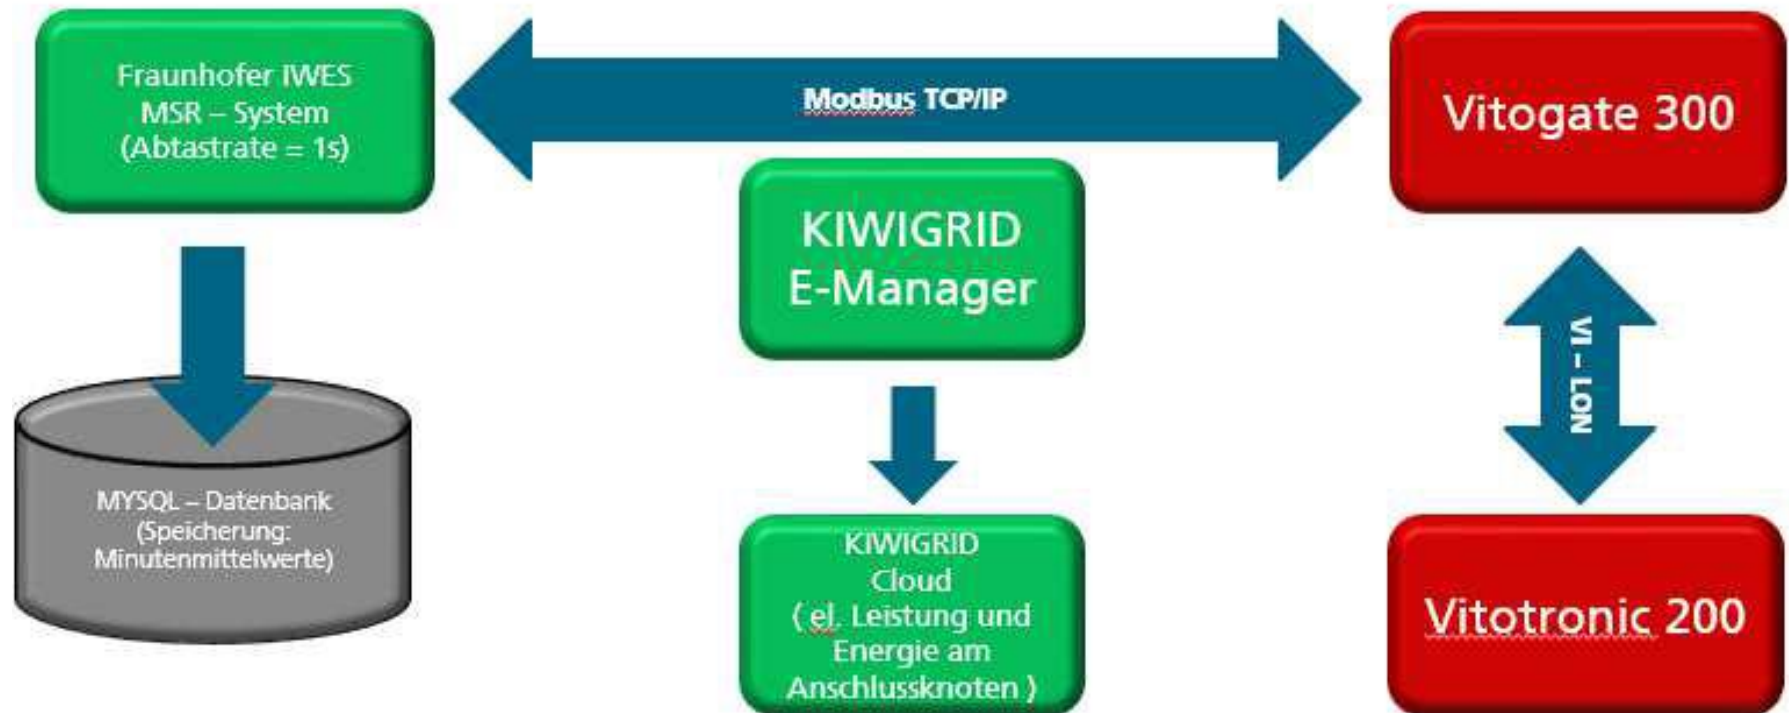 Fraunhofer IWES
MSR – System
(Abtastrate = 1s)
Modbus TCP/IP
Vitogate 300
KIWIGRID
E-Manager
VI – LON
MYSQL – Datenbank
(Speicherung:
Minutenmittelwerte)
KIWIGRID
Cloud
( el. Leistung und
Energie am
Anschlussknoten )
Vitotronic 200